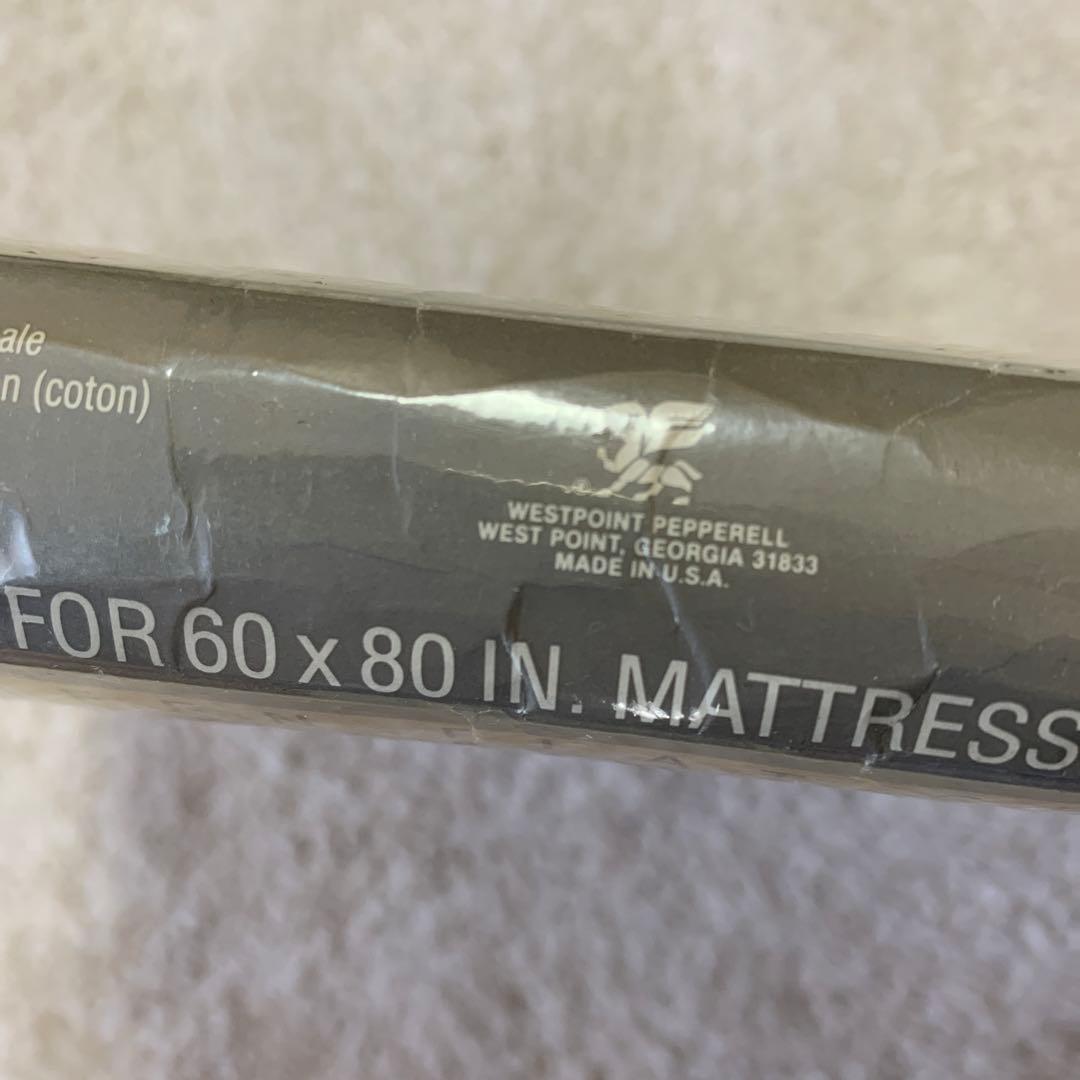 ale
n (coton)
®
WESTPOINT PEPPERELL
WEST POINT, GEORGIA 31833
MADE IN U.S.A.
FOR 60 x 80 IN. MATTRESS